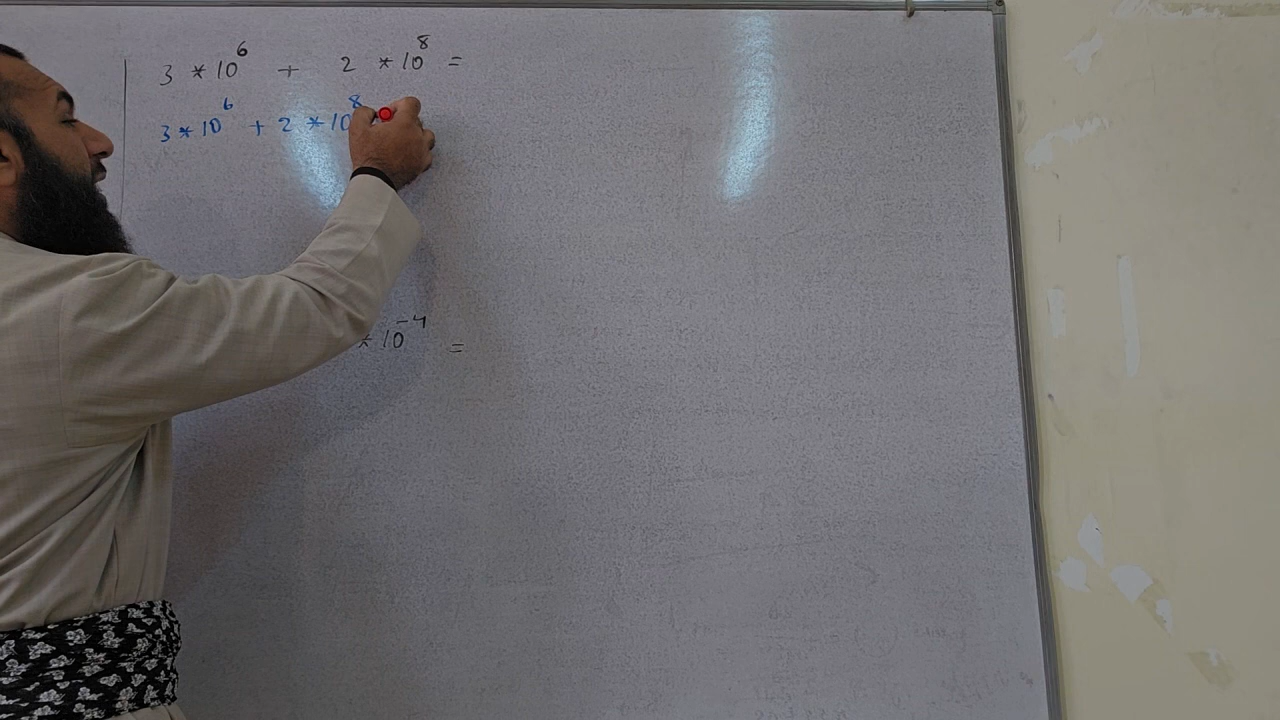 3 * 10^6 + 2 * 10^8 =
3 * 10^6 + 2 * 10^8
* 10^-4 =